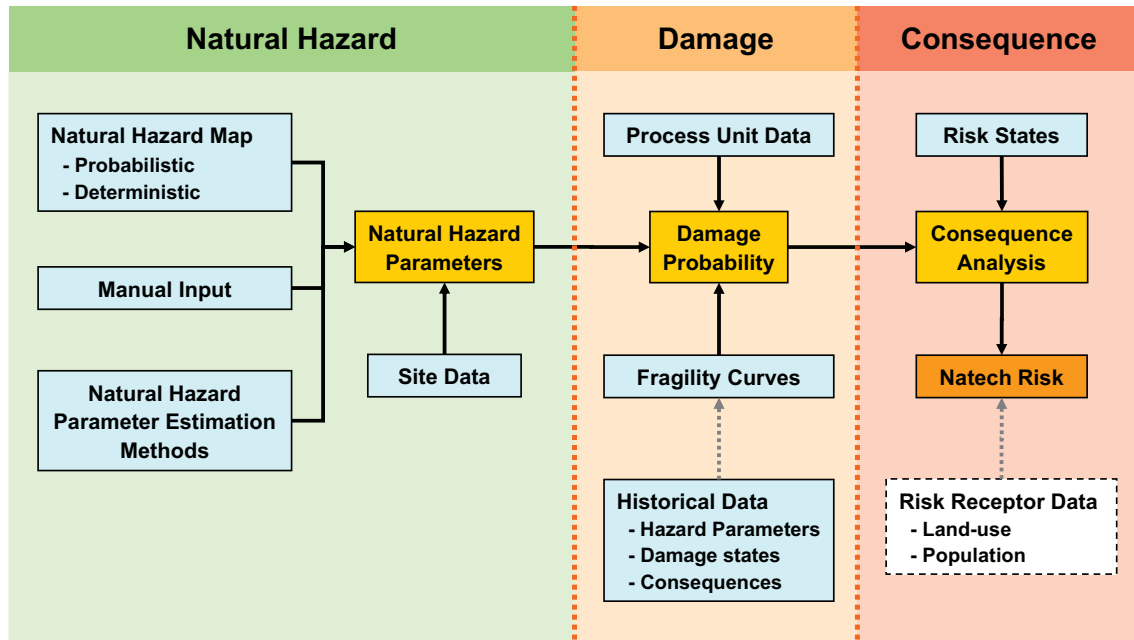 Natural Hazard
Damage
Consequence
Natural Hazard Map
- Probabilistic
- Deterministic
Manual Input
Natural Hazard
Parameter Estimation
Methods
Natural Hazard
Parameters
Site Data
Process Unit Data
Damage
Probability
Fragility Curves
Historical Data
- Hazard Parameters
- Damage states
- Consequences
Risk States
Consequence
Analysis
Natech Risk
Risk Receptor Data
- Land-use
- Population